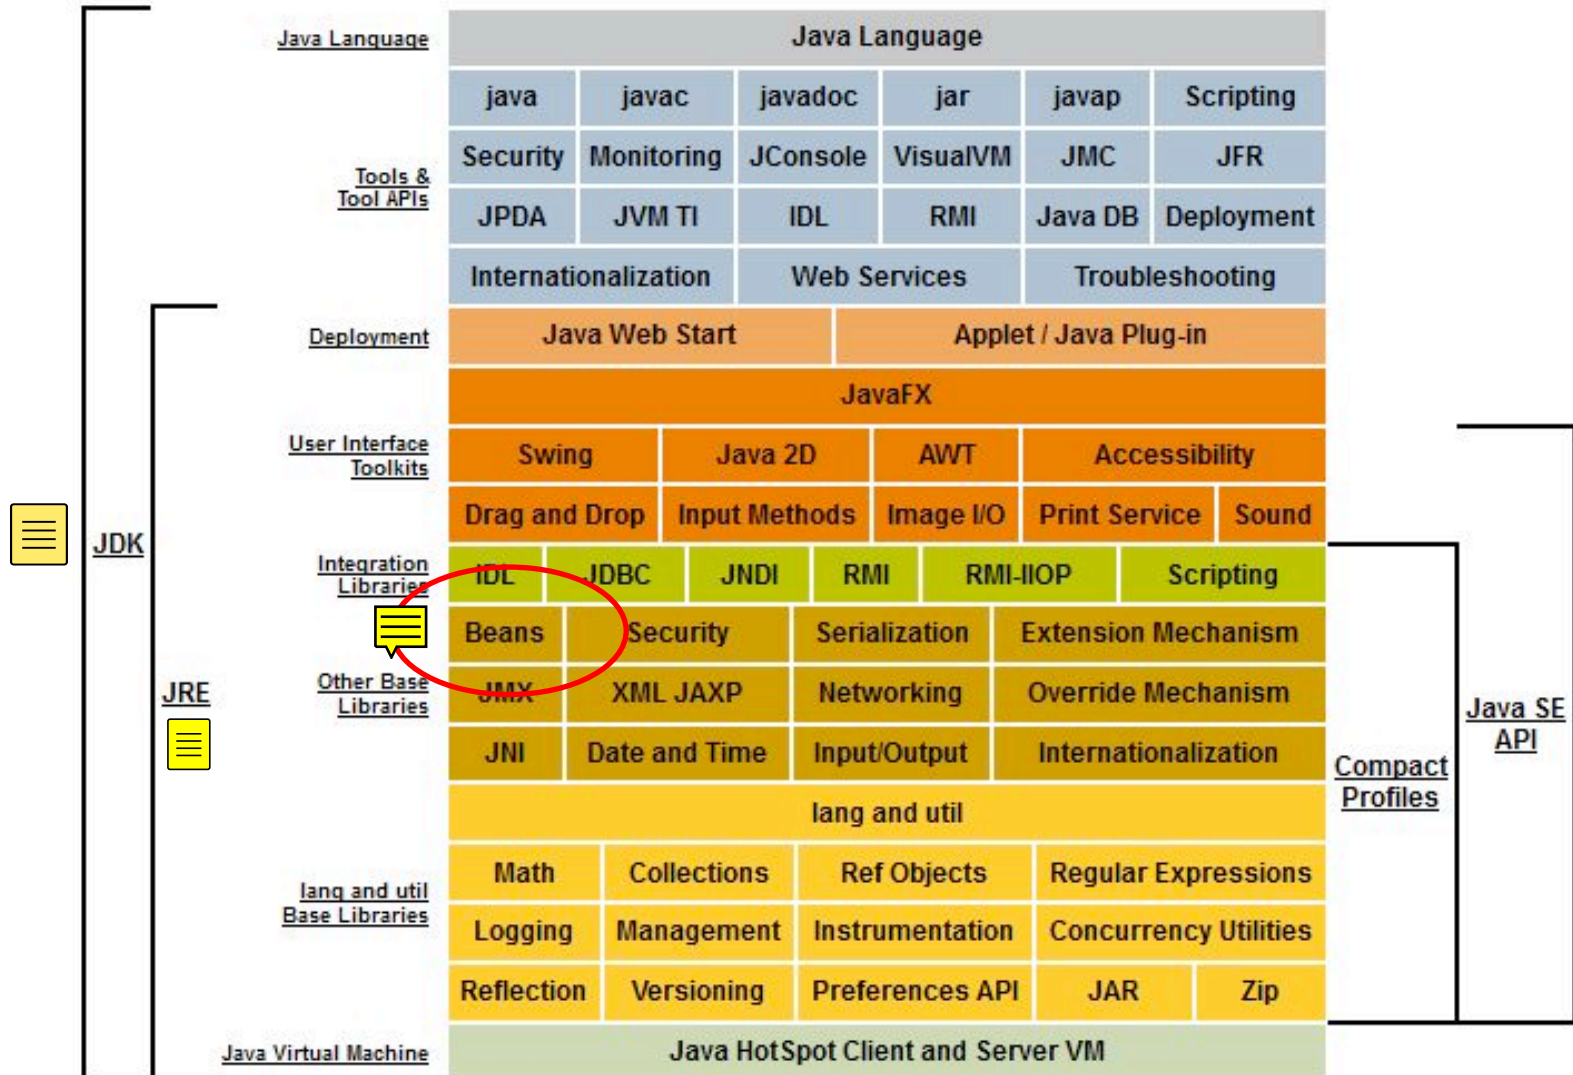 Java Language
Java Language
java javac javadoc jar javap Scripting
Security Monitoring JConsole VisualVM JMC JFR
Tools &
Tool APIs
JPDA JVM TI IDL RMI Java DB Deployment
Internationalization Web Services Troubleshooting
Deployment
Java Web Start Applet / Java Plug-in
JavaFX
User Interface
Toolkits
Swing Java 2D AWT Accessibility
Drag and Drop Input Methods Image I/O Print Service Sound
JDK
Integration
Libraries
IDL JDBC JNDI RMI RMI-IIOP Scripting
Beans Security Serialization Extension Mechanism
JRE
Other Base
Libraries
JMX XML JAXP Networking Override Mechanism
Java SE
API
JNI Date and Time Input/Output Internationalization
Compact
Profiles
lang and util
lang and util
Base Libraries
Math Collections Ref Objects Regular Expressions
Logging Management Instrumentation Concurrency Utilities
Reflection Versioning Preferences API JAR Zip
Java Virtual Machine
Java HotSpot Client and Server VM